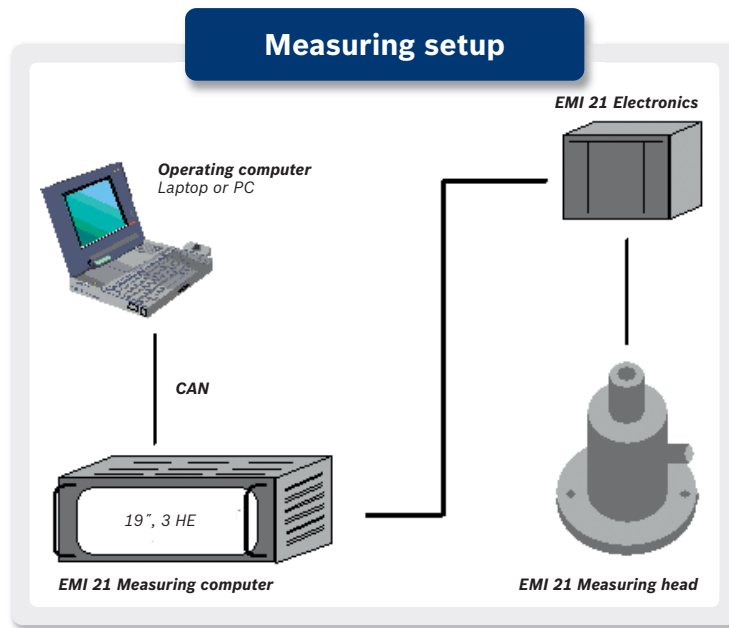 Measuring setup
EMI 21 Electronics
Operating computer
Laptop or PC
CAN
19˝, 3 HE
EMI 21 Measuring computer
EMI 21 Measuring head